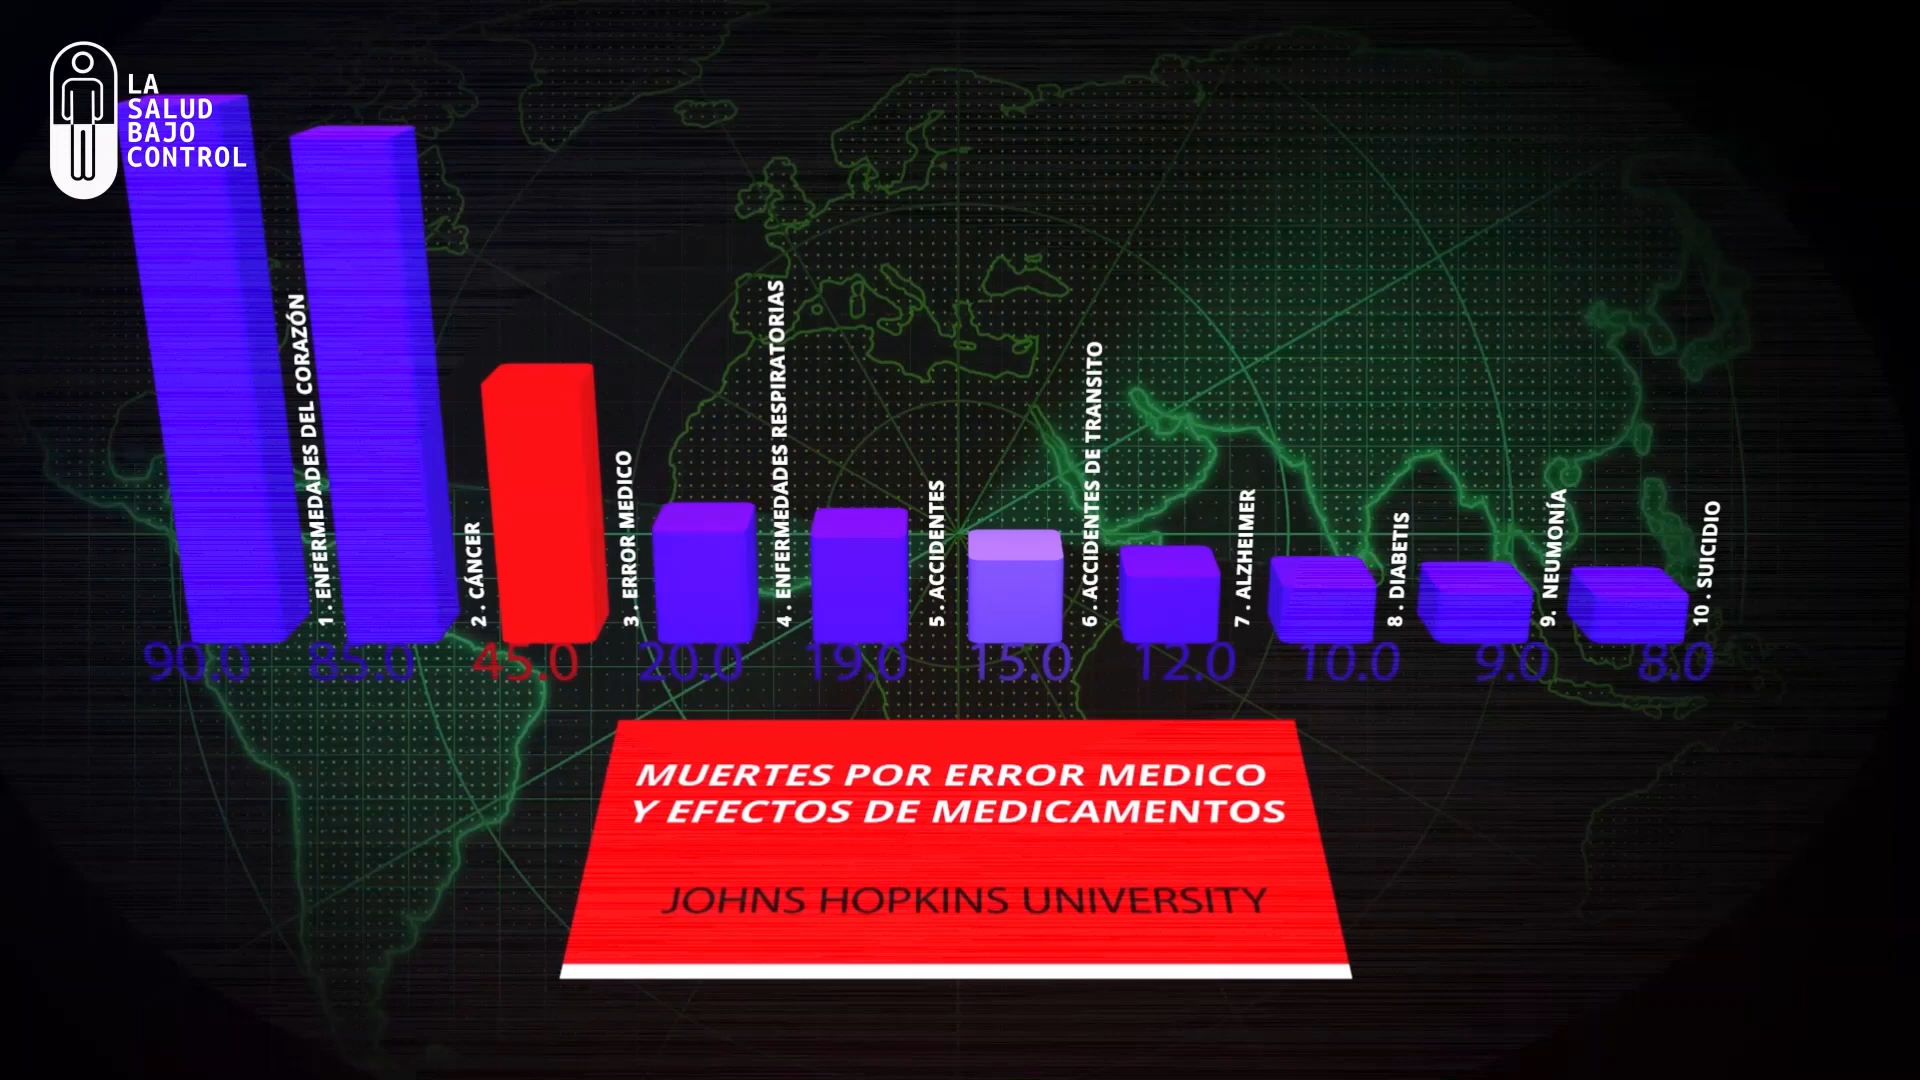 LA
SALUD
BAJO
CONTROL
1 . ENFERMEDADES DEL CORAZÓN
2 . CÁNCER
3 . ERROR MEDICO
4 . ENFERMEDADES RESPIRATORIAS
5 . ACCIDENTES
6 . ACCIDENTES DE TRANSITO
7 . ALZHEIMER
8 . DIABETIS
9. NEUMONÍA
10 . SUICIDIO
90.0
85.0
45.0
20.0
19.0
15.0
12.0
10.0
9.0
8.0
MUERTES POR ERROR MEDICO
Y EFECTOS DE MEDICAMENTOS
JOHNS HOPKINS UNIVERSITY